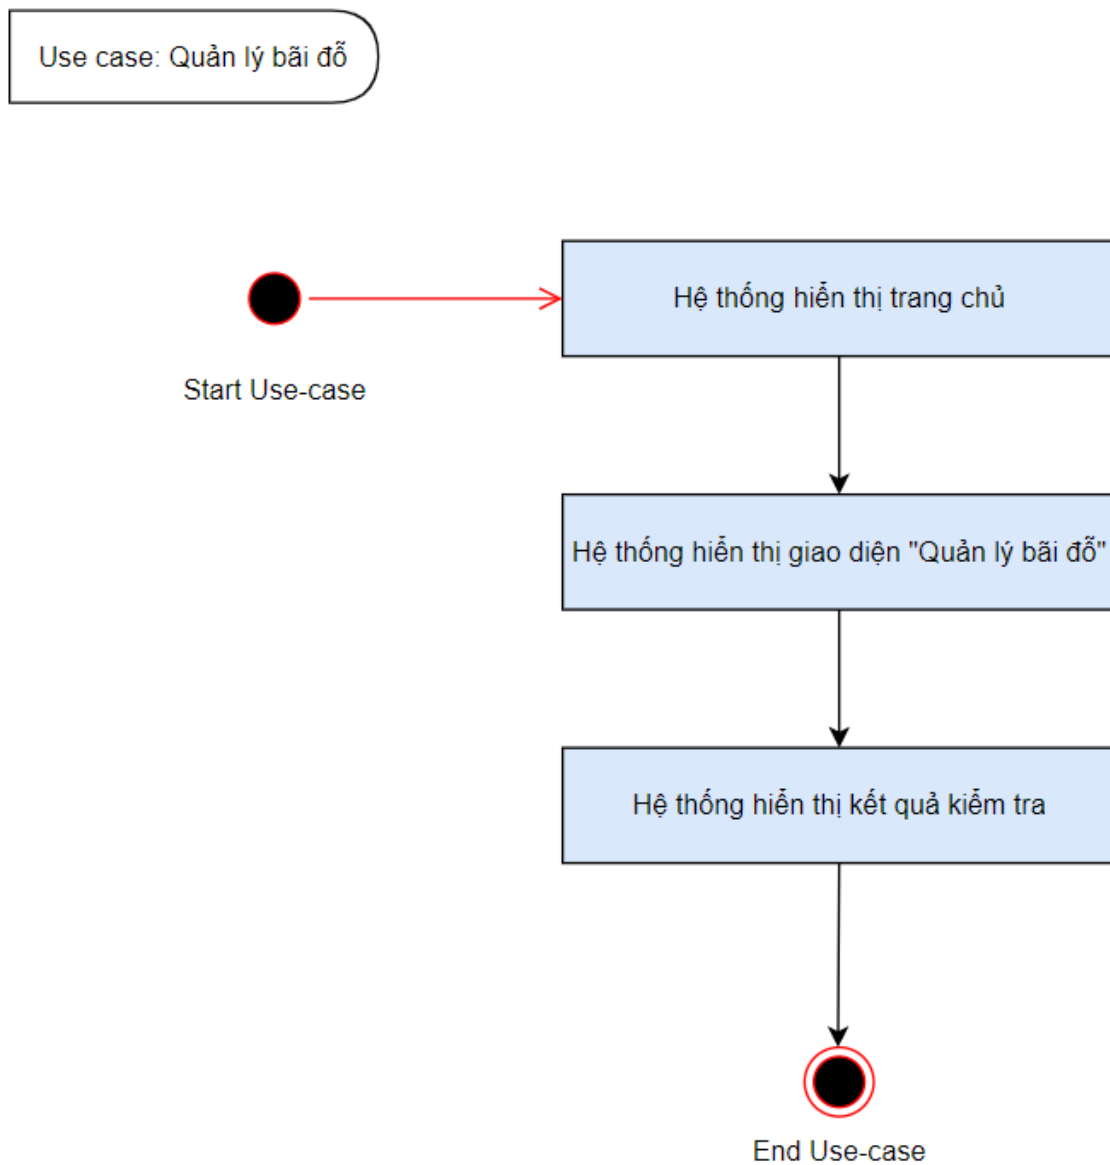 Use case: Quản lý bãi đỗ
Hệ thống hiển thị trang chủ
Start Use-case
Hệ thống hiển thị giao diện "Quản lý bãi đỗ"
Hệ thống hiển thị kết quả kiểm tra
End Use-case